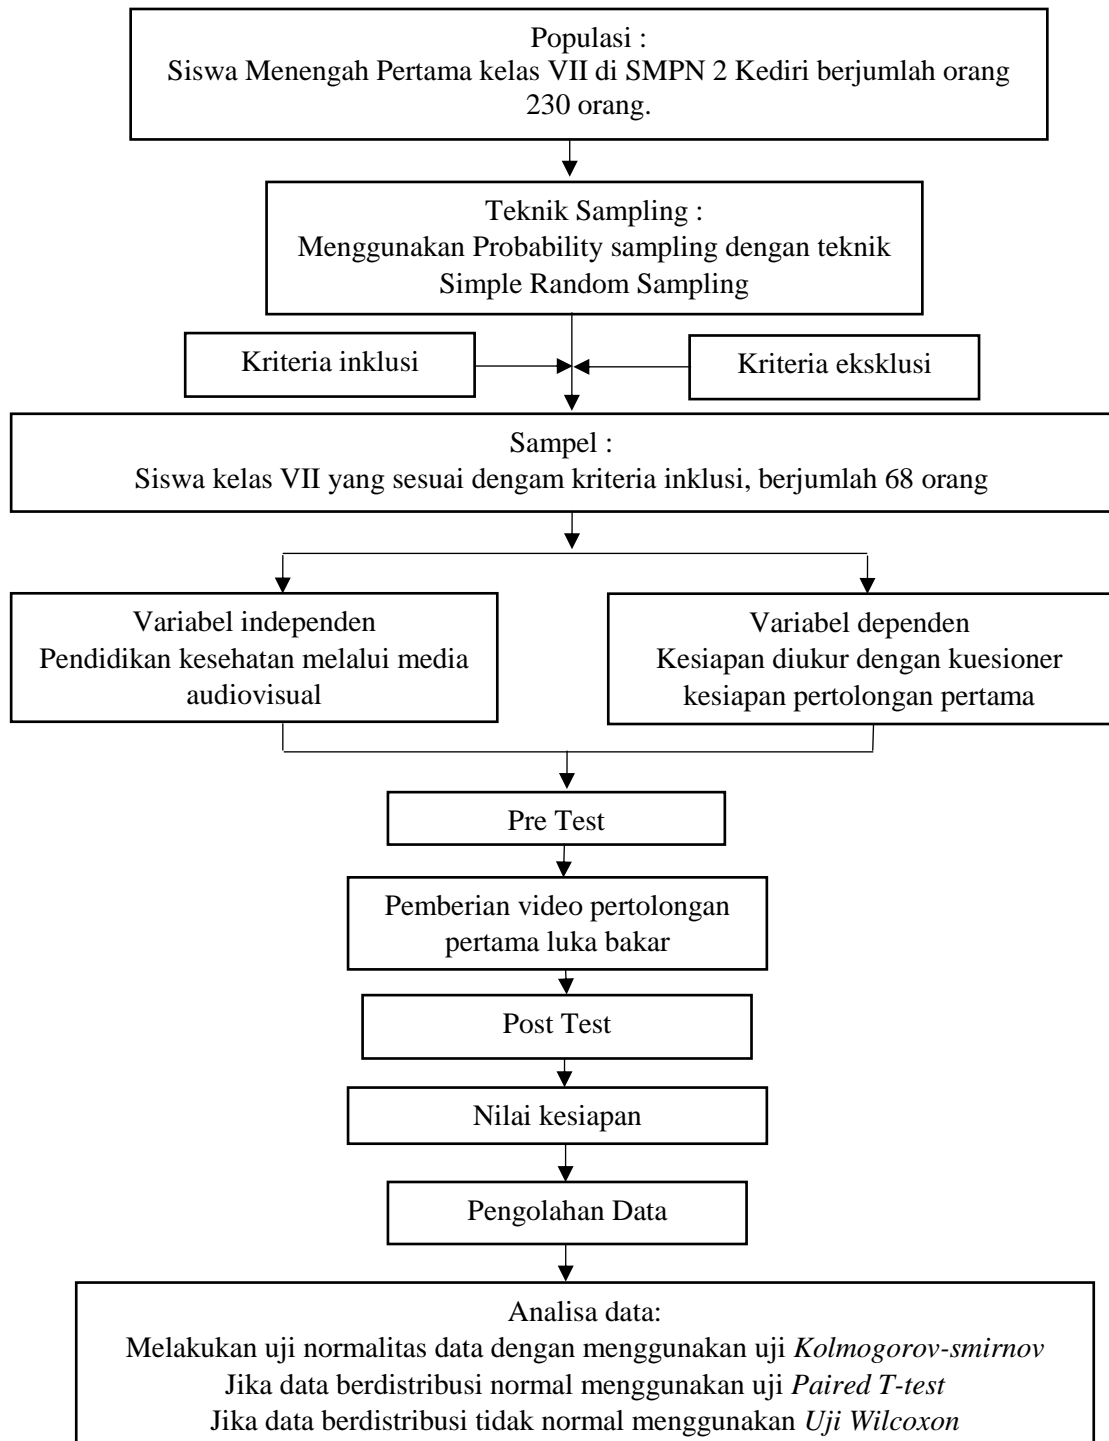 Populasi :
Siswa Menengah Pertama kelas VII di SMPN 2 Kediri berjumlah orang
230 orang.
Teknik Sampling :
Menggunakan Probability sampling dengan teknik
Simple Random Sampling
Kriteria inklusi
Kriteria eksklusi
Sampel :
Siswa kelas VII yang sesuai dengam kriteria inklusi, berjumlah 68 orang
Variabel independen
Pendidikan kesehatan melalui media
audiovisual
Variabel dependen
Kesiapan diukur dengan kuesioner
kesiapan pertolongan pertama
Pre Test
Pemberian video pertolongan
pertama luka bakar
Post Test
Nilai kesiapan
Pengolahan Data
Analisa data:
Melakukan uji normalitas data dengan menggunakan uji Kolmogorov-smirnov
Jika data berdistribusi normal menggunakan uji Paired T-test
Jika data berdistribusi tidak normal menggunakan Uji Wilcoxon